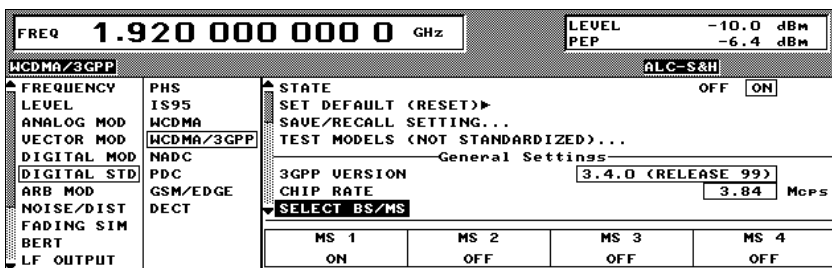 FREQ 1.920 000 000 0 GHz
LEVEL -10.0 dBm
PEP -6.4 dBm
WCDMA/3GPP
ALC-S&H
FREQUENCY
LEVEL
ANALOG MOD
VECTOR MOD
DIGITAL MOD
DIGITAL STD
ARB MOD
NOISE/DIST
FADING SIM
BERT
LF OUTPUT
PHS
IS95
WCDMA
WCDMA/3GPP
NADC
PDC
GSM/EDGE
DECT
STATE OFF ON
SET DEFAULT (RESET)▶
SAVE/RECALL SETTING...
TEST MODELS (NOT STANDARDIZED)...
General Settings
3GPP VERSION 3.4.0 (RELEASE 99)
CHIP RATE 3.84 Mcps
SELECT BS/MS
MS 1 MS 2 MS 3 MS 4
ON OFF OFF OFF